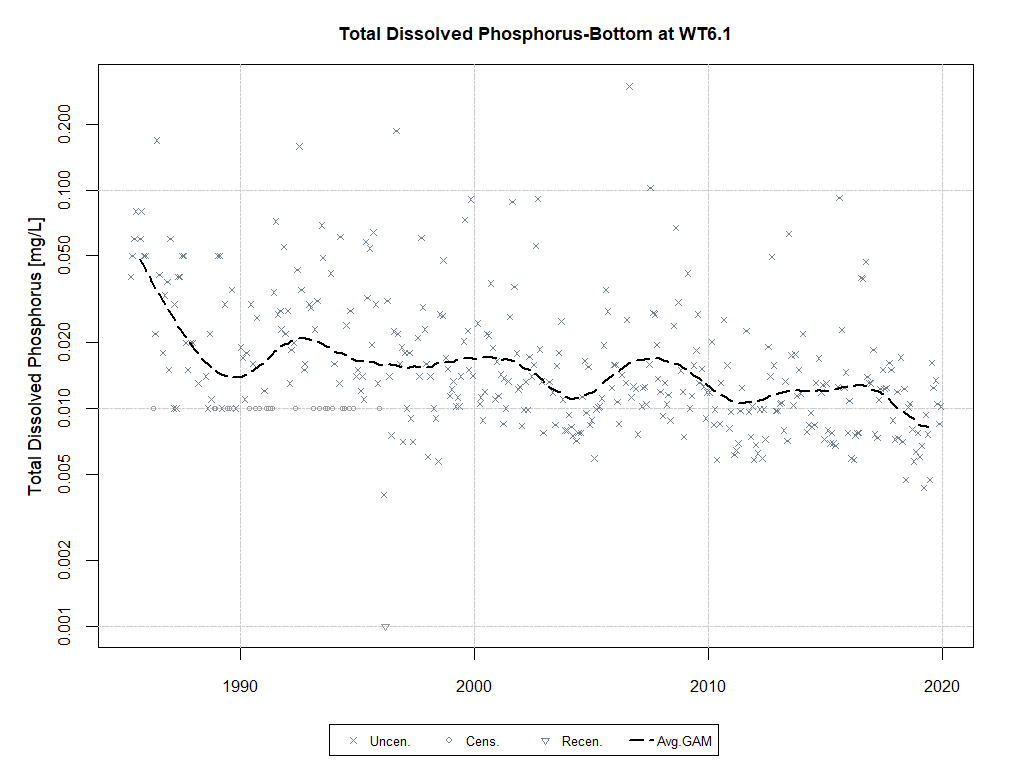 Total Dissolved Phosphorus-Bottom at WT6.1
Total Dissolved Phosphorus [mg/L]
0.200
0.100
0.050
0.020
0.010
0.005
0.002
0.001
1990 2000 2010 2020
Uncen. Cens. Recen. Avg.GAM